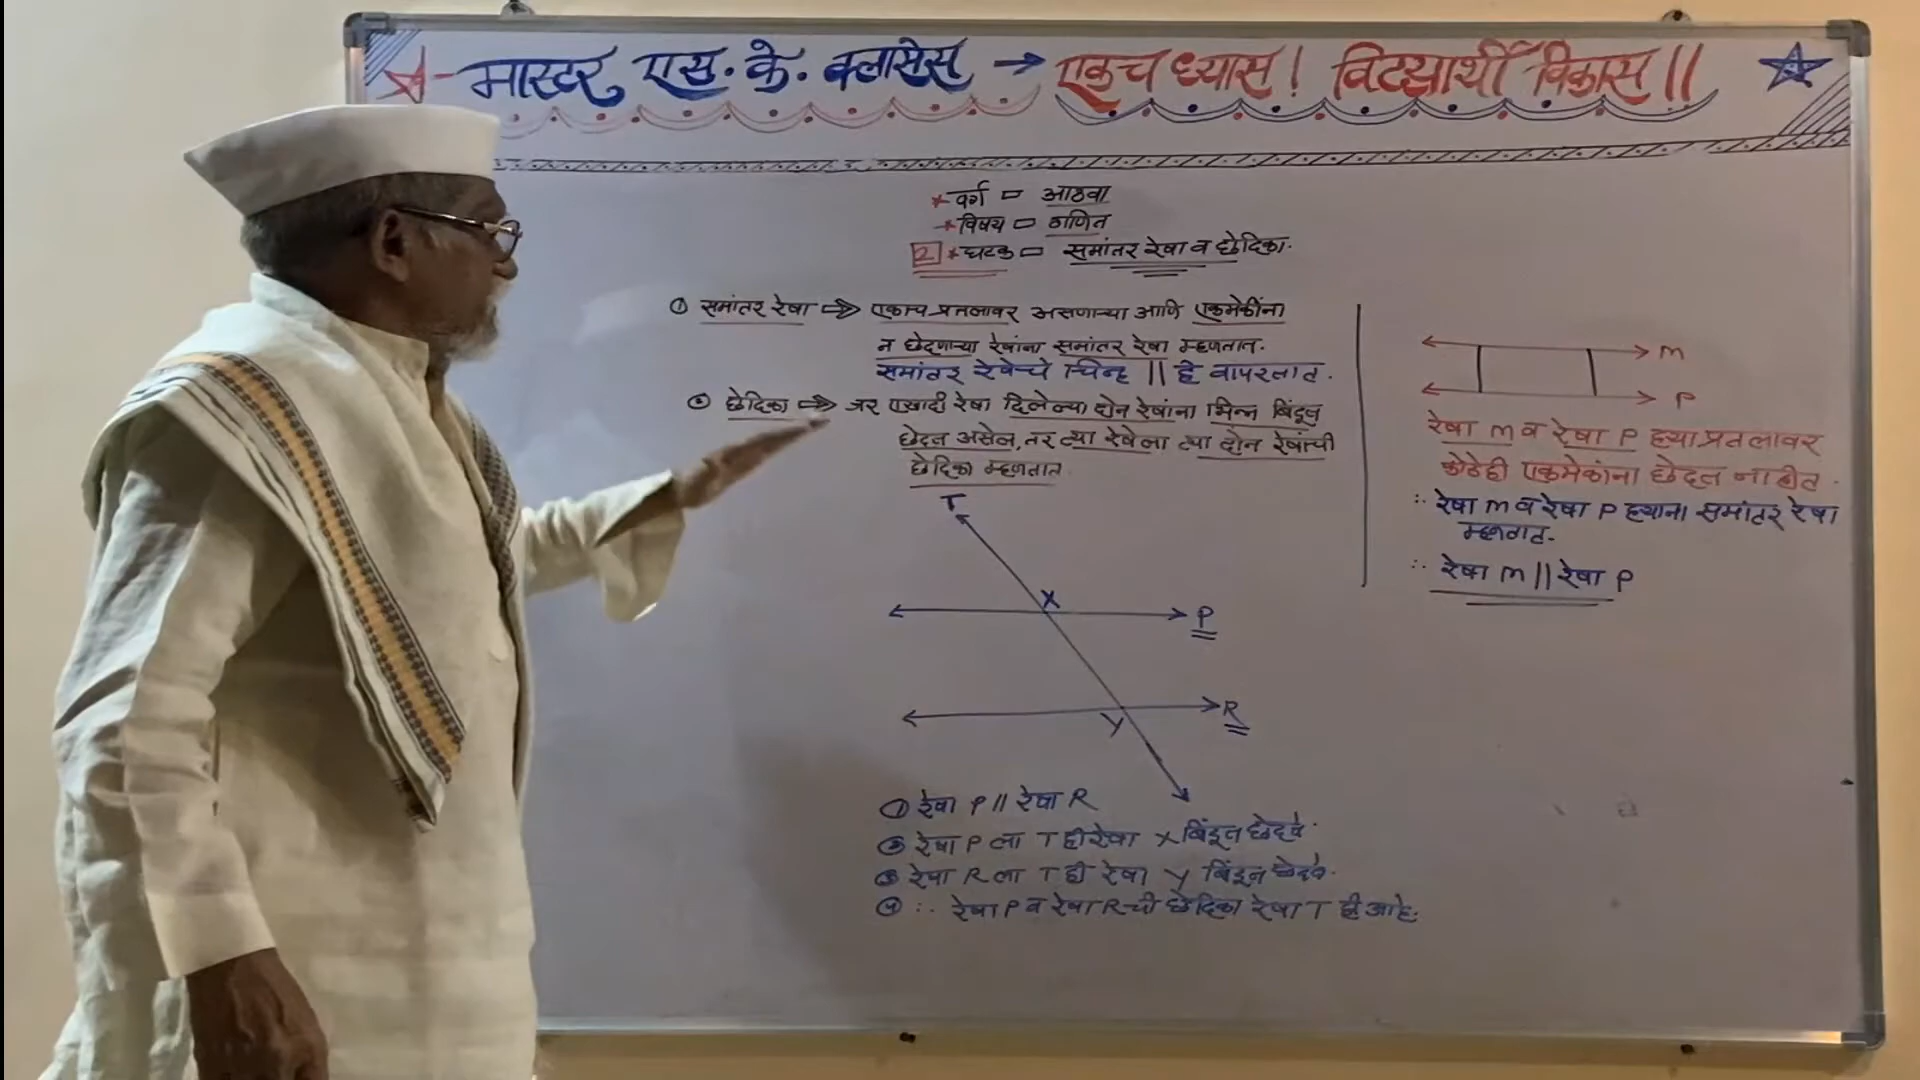 मास्टर एस. के. क्लासेस → एकच ध्यास! विद्यार्थी विकास ||
* वर्ग ▭ आठवा
* विषय ▭ गणित
2 * घटक ▭ समांतर रेषा व छेदिका.
① समांतर रेषा ⇒ एकाच प्रतलावर असणाऱ्या आणि एकमेकींना
न छेदणाऱ्या रेषांना समांतर रेषा म्हणतात.
समांतर रेषेचे चिन्ह || हे वापरतात.
② छेदिका ⇒ जर एखादी रेषा दिलेल्या दोन रेषांना भिन्न बिंदूत
छेदत असेल, तर त्या रेषेला त्या दोन रेषांची
छेदिका म्हणतात.
T
X
P
Y
R
① रेषा P || रेषा R
② रेषा P ला T ही रेषा X बिंदूत छेदते.
③ रेषा R ला T ही रेषा Y बिंदूत छेदते.
④ ∴ रेषा P व रेषा R ची छेदिका रेषा T ही आहे.
m
P
रेषा m व रेषा P ह्या प्रतलावर
कोठेही एकमेकांना छेदत नाहीत.
∴ रेषा m व रेषा P ह्याना समांतर रेषा
म्हणतात.
∴ रेषा m || रेषा P